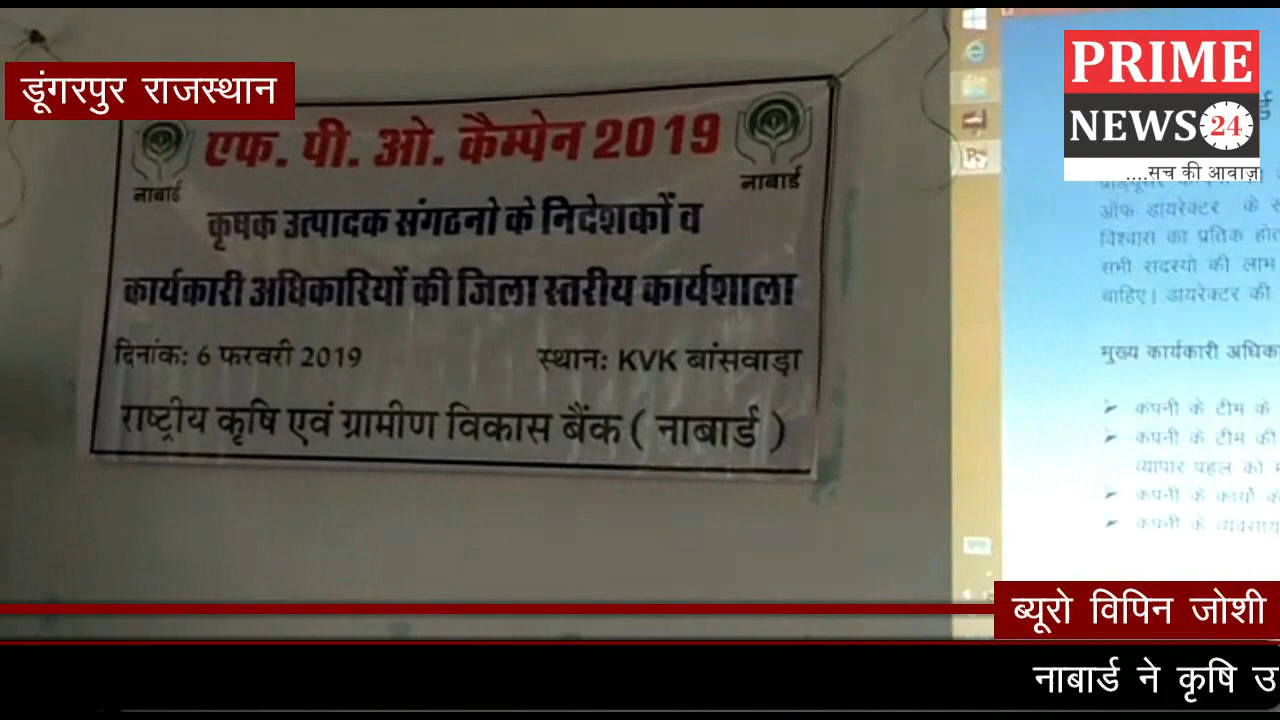 डूंगरपुर राजस्थान
PRIME
NEWS 24
....सच की आवाज़
नाबार्ड
एफ. पी. ओ. कैम्पेन 2019
नाबार्ड
कृषक उत्पादक संगठनो के निदेशकों व
कार्यकारी अधिकारियों की जिला स्तरीय कार्यशाला
दिनांक: 6 फरवरी 2019
स्थान: KVK बांसवाड़ा
राष्ट्रीय कृषि एवं ग्रामीण विकास बैंक ( नाबार्ड )
ऑफ डायरेक्टर के
विश्वास का प्रतिक
सभी सदस्यो की लाभ
चाहिए। डायरेक्टर की
मुख्य कार्यकारी
➢ कंपनी के टीम के
➢ कंपनी के टीम की
व्यापार पहल को
➢ कंपनी के कार्यो
➢ कंपनी के
ब्यूरो विपिन जोशी
नाबार्ड ने कृषि उ